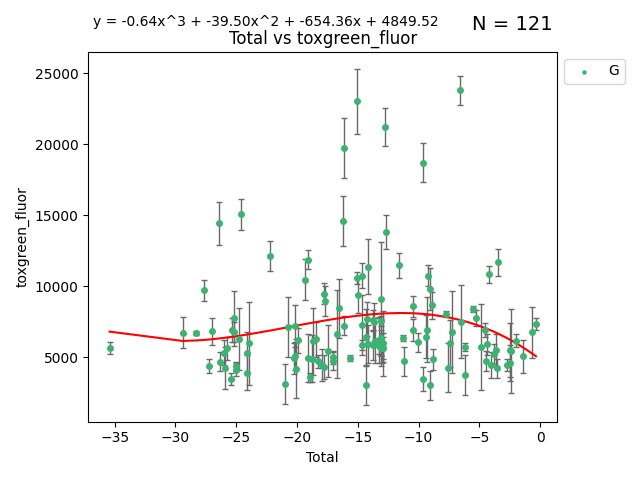 y = -0.64x^3 + -39.50x^2 + -654.36x + 4849.52
N = 121
Total vs toxgreen_fluor
G
toxgreen_fluor
25000
20000
15000
10000
5000
−35
−30
−25
−20
−15
−10
−5
0
Total